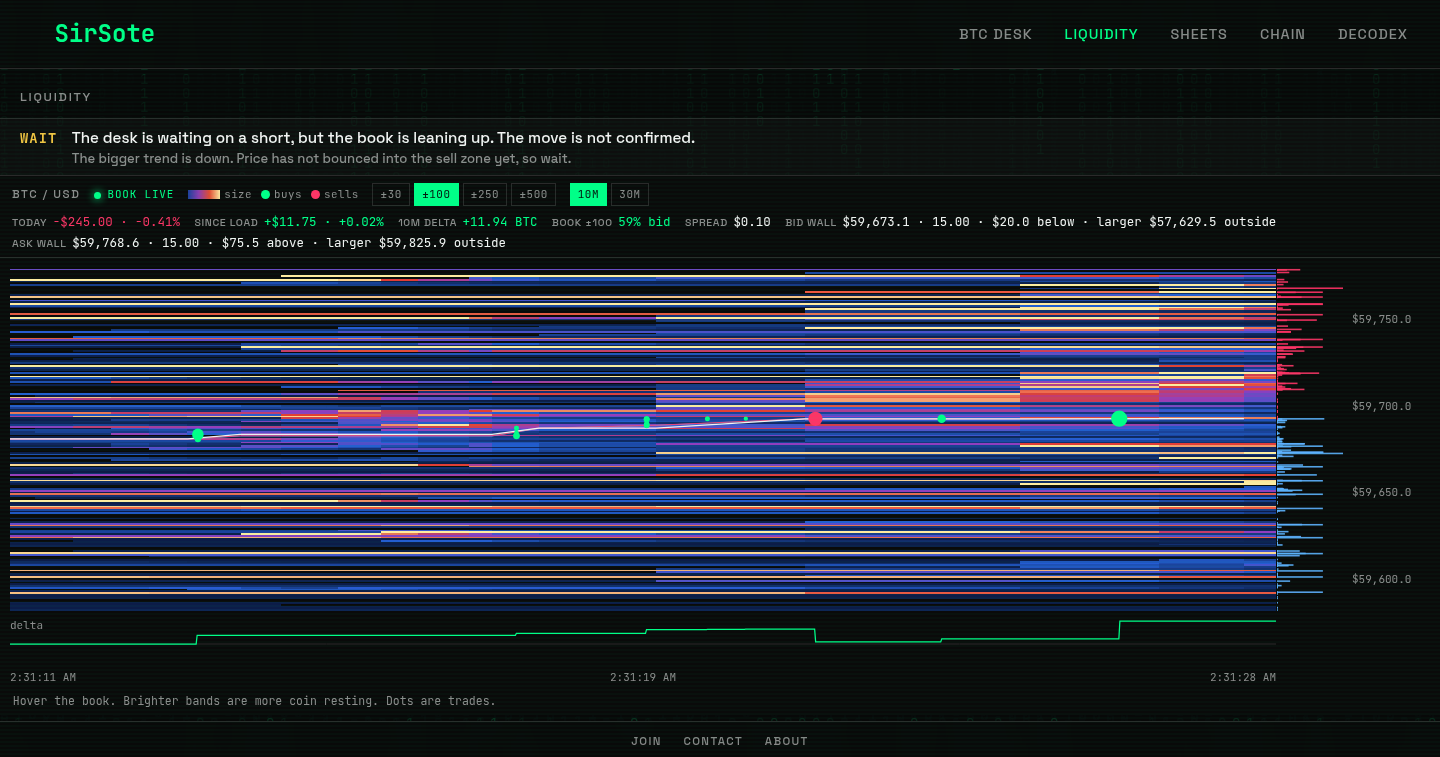 SirSote
BTC DESK LIQUIDITY SHEETS CHAIN DECODEX
LIQUIDITY
WAIT The desk is waiting on a short, but the book is leaning up. The move is not confirmed.
The bigger trend is down. Price has not bounced into the sell zone yet, so wait.
BTC / USD BOOK LIVE size buys sells ±30 ±100 ±250 ±500 10M 30M
TODAY -$245.00 · -0.41% SINCE LOAD +$11.75 · +0.02% 10M DELTA +11.94 BTC BOOK ±100 59% bid SPREAD $0.10 BID WALL $59,673.1 · 15.00 · $20.0 below · larger $57,629.5 outside
ASK WALL $59,768.6 · 15.00 · $75.5 above · larger $59,825.9 outside
$59,750.0
$59,700.0
$59,650.0
$59,600.0
delta
2:31:11 AM 2:31:19 AM 2:31:28 AM
Hover the book. Brighter bands are more coin resting. Dots are trades.
JOIN CONTACT ABOUT